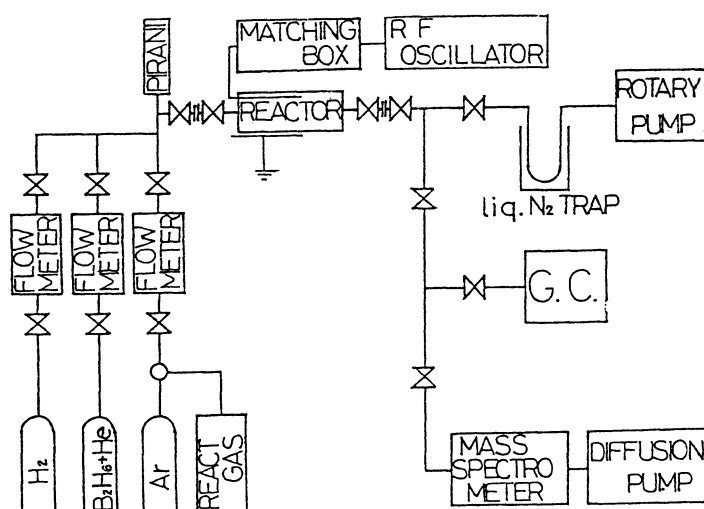 PIRANI
MATCHING
BOX
RF
OSCILLATOR
REACTOR
ROTARY
PUMP
liq. N₂ TRAP
FLOW
METER
FLOW
METER
FLOW
METER
G. C.
H₂
B₂H₆+He
Ar
REACT
GAS
MASS
SPECTRO
METER
DIFFUSION
PUMP